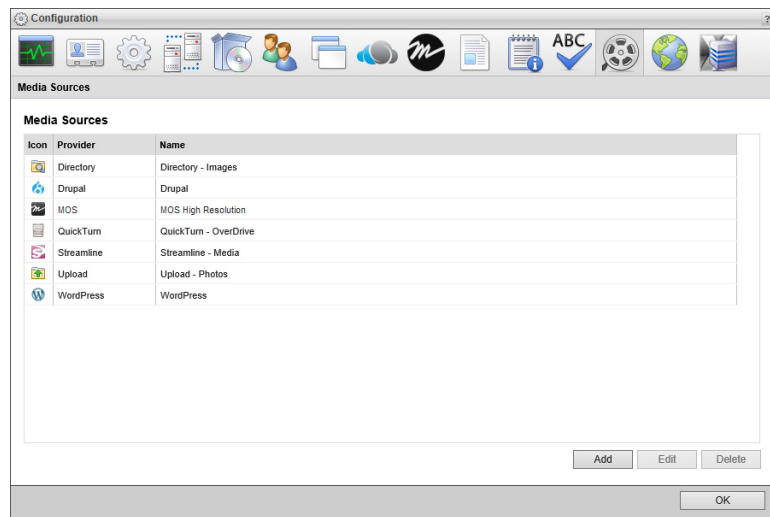 Configuration ?
ABC
Media Sources
Media Sources
Icon Provider Name
Directory Directory - Images
Drupal Drupal
MOS MOS High Resolution
QuickTurn QuickTurn - OverDrive
Streamline Streamline - Media
Upload Upload - Photos
WordPress WordPress
Add Edit Delete
OK